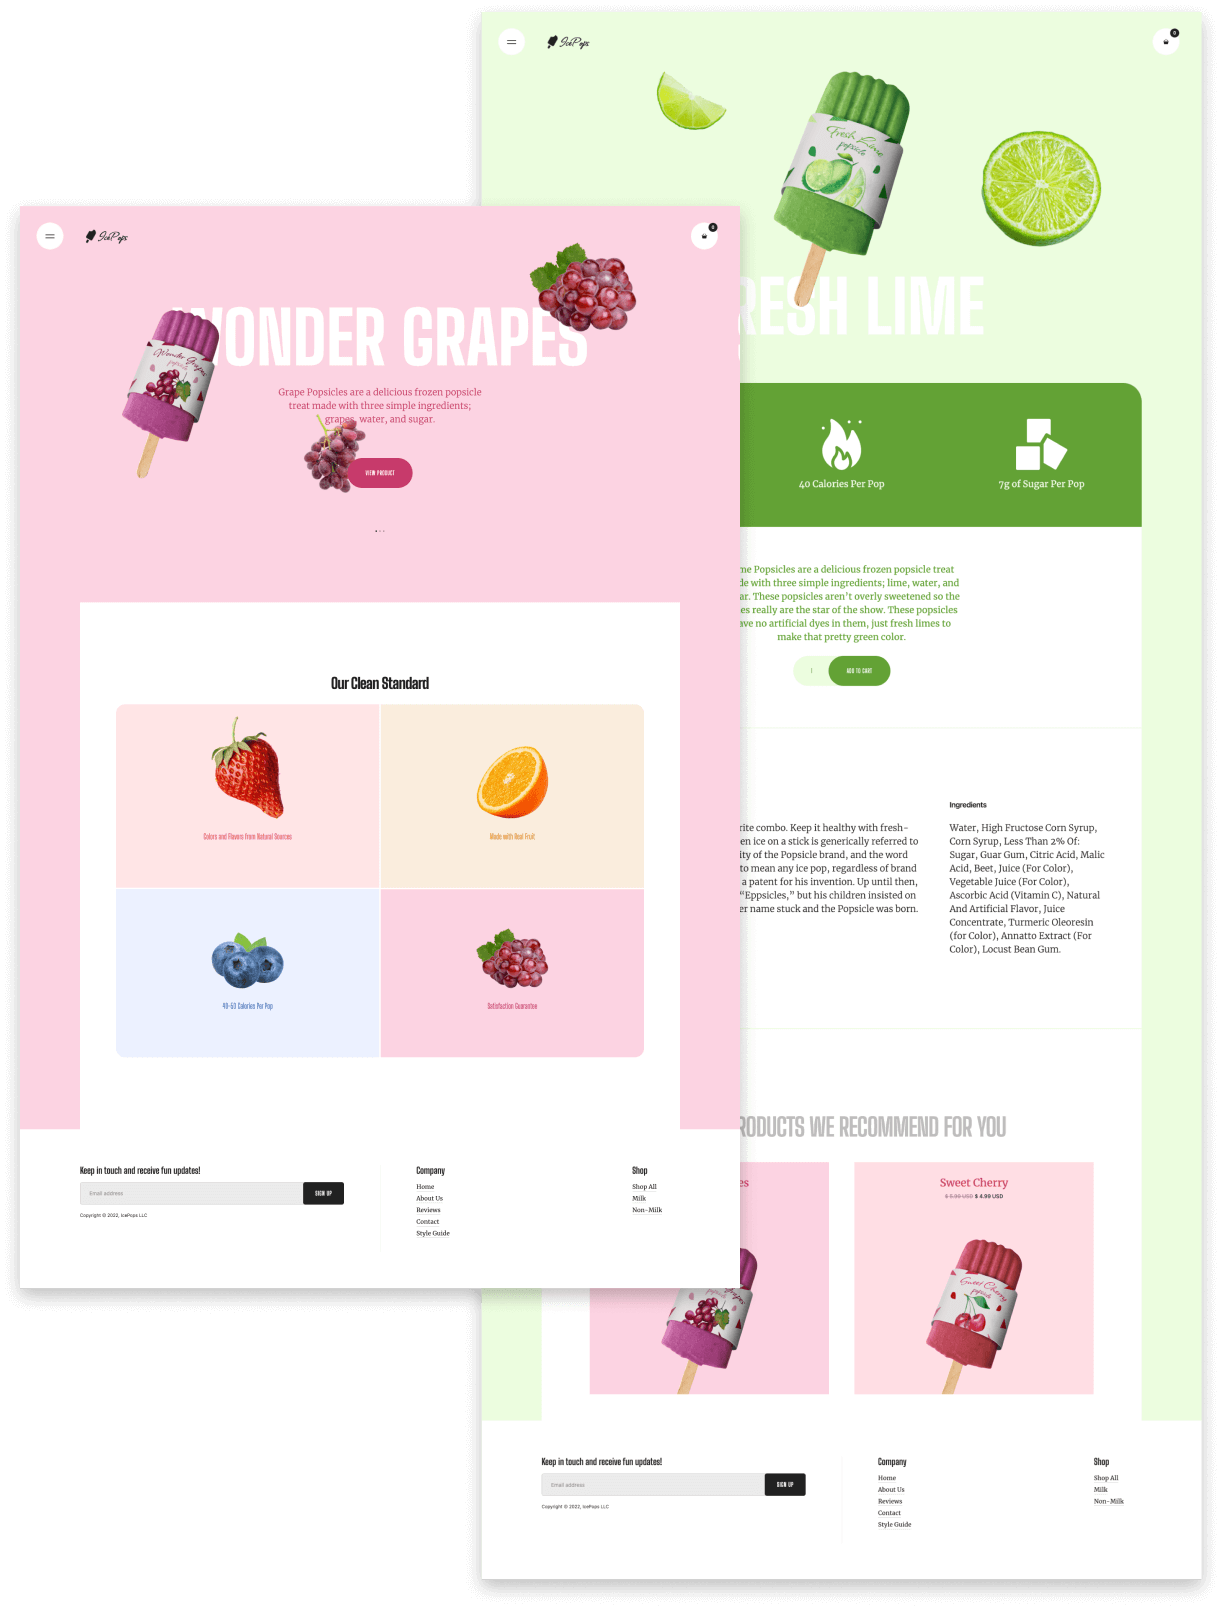 IcePops
0
WONDER GRAPES
Wonder Grapes
popsicle
Grape Popsicles are a delicious frozen popsicle
treat made with three simple ingredients;
grapes, water, and sugar.
VIEW PRODUCT
Our Clean Standard
Colors and Flavors from Natural Sources
Made with Real Fruit
40-50 Calories Per Pop
Satisfaction Guarantee
Keep in touch and receive fun updates!
Email address
SIGN UP
Copyright © 2022, IcePops LLC
Company
Home
About Us
Reviews
Contact
Style Guide
Shop
Shop All
Milk
Non-Milk
IcePops
0
Fresh Lime
popsicle
RESH LIME
40 Calories Per Pop
7g of Sugar Per Pop
me Popsicles are a delicious frozen popsicle treat
de with three simple ingredients; lime, water, and
ar. These popsicles aren't overly sweetened so the
es really are the star of the show. These popsicles
ave no artificial dyes in them, just fresh limes to
make that pretty green color.
1
ADD TO CART
rite combo. Keep it healthy with fresh-
en ice on a stick is generically referred to
ity of the Popsicle brand, and the word
to mean any ice pop, regardless of brand
a patent for his invention. Up until then,
“Eppsicles,” but his children insisted on
er name stuck and the Popsicle was born.
Ingredients
Water, High Fructose Corn Syrup,
Corn Syrup, Less Than 2% Of:
Sugar, Guar Gum, Citric Acid, Malic
Acid, Beet, Juice (For Color),
Vegetable Juice (For Color),
Ascorbic Acid (Vitamin C), Natural
And Artificial Flavor, Juice
Concentrate, Turmeric Oleoresin
(for Color), Annatto Extract (For
Color), Locust Bean Gum.
RODUCTS WE RECOMMEND FOR YOU
es
Sweet Cherry
$ 5.99 USD $ 4.99 USD
rapes
popsicle
Sweet Cherry
popsicle
Keep in touch and receive fun updates!
Email address
SIGN UP
Copyright © 2022, IcePops LLC
Company
Home
About Us
Reviews
Contact
Style Guide
Shop
Shop All
Milk
Non-Milk